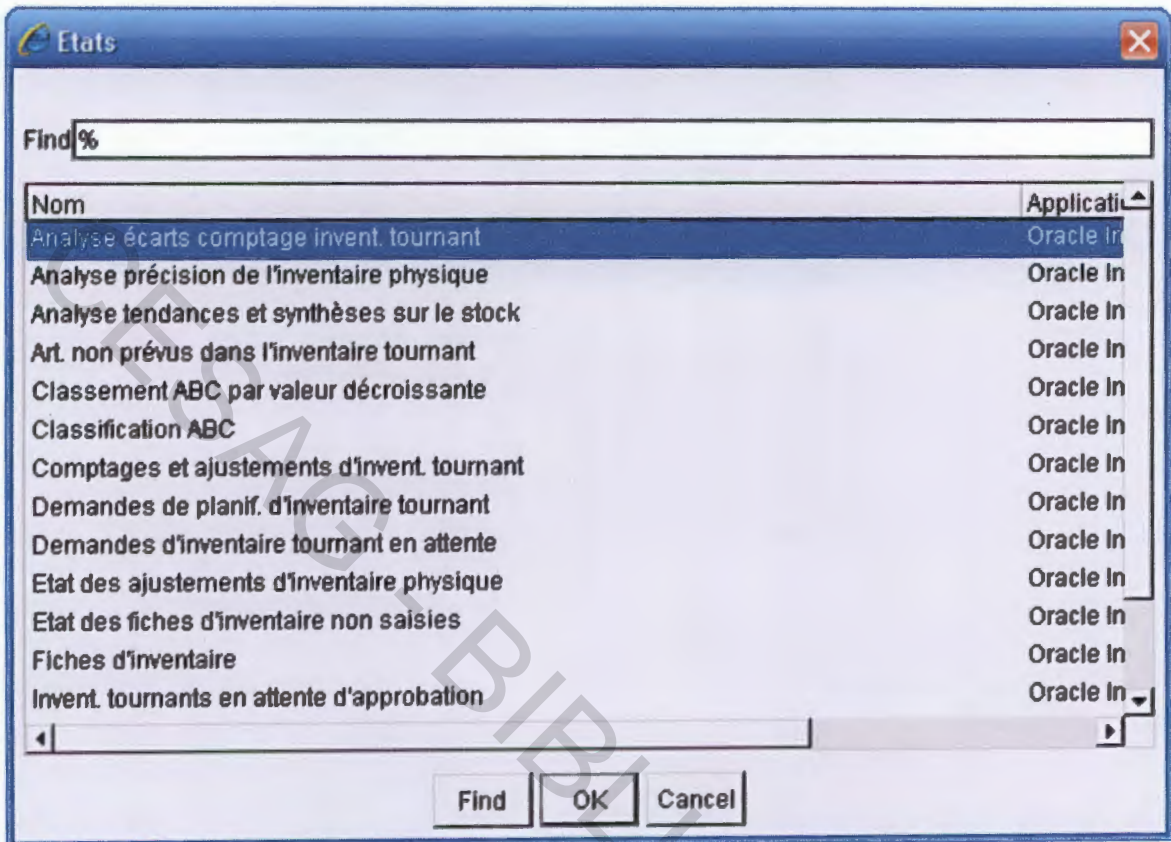 Etats
Find %
Nom Applicati
Analyse écarts comptage invent. tournant Oracle In
Analyse précision de l'inventaire physique Oracle In
Analyse tendances et synthèses sur le stock Oracle In
Art. non prévus dans l'inventaire tournant Oracle In
Classement ABC par valeur décroissante Oracle In
Classification ABC Oracle In
Comptages et ajustements d'invent. tournant Oracle In
Demandes de planif. d'inventaire tournant Oracle In
Demandes d'inventaire tournant en attente Oracle In
Etat des ajustements d'inventaire physique Oracle In
Etat des fiches d'inventaire non saisies Oracle In
Fiches d'inventaire Oracle In
Invent. tournants en attente d'approbation Oracle In
Find OK Cancel
CESAG - BIBL